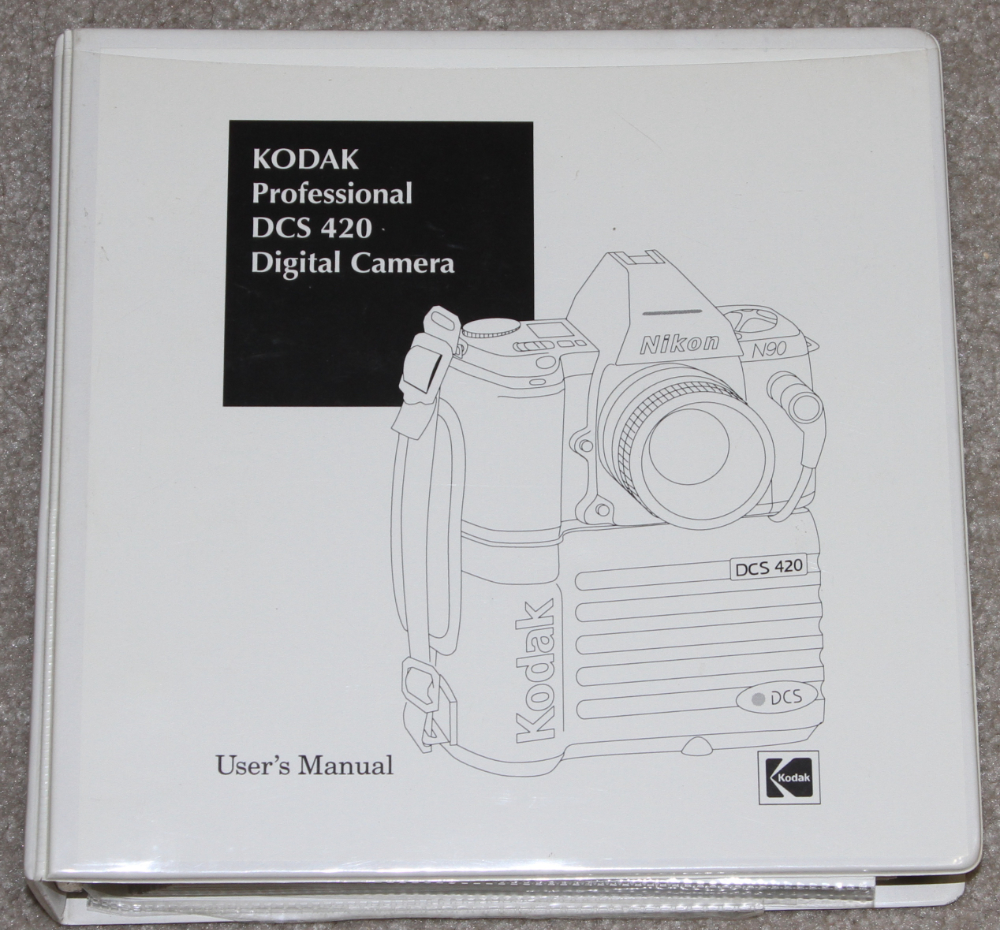 KODAK
Professional
DCS 420
Digital Camera
Nikon
N90
DCS 420
Kodak
DCS
User's Manual
Kodak